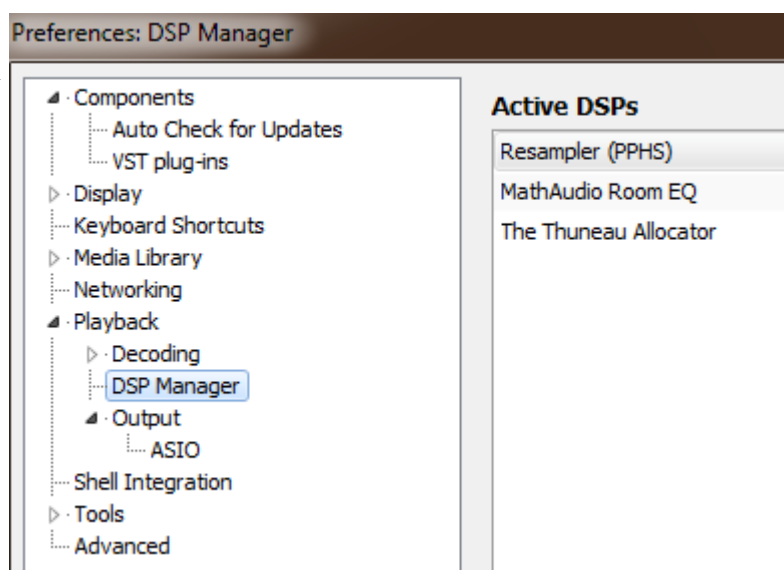 Preferences: DSP Manager
Components
Auto Check for Updates
VST plug-ins
Display
Keyboard Shortcuts
Media Library
Networking
Playback
Decoding
DSP Manager
Output
ASIO
Shell Integration
Tools
Advanced
Active DSPs
Resampler (PPHS)
MathAudio Room EQ
The Thuneau Allocator